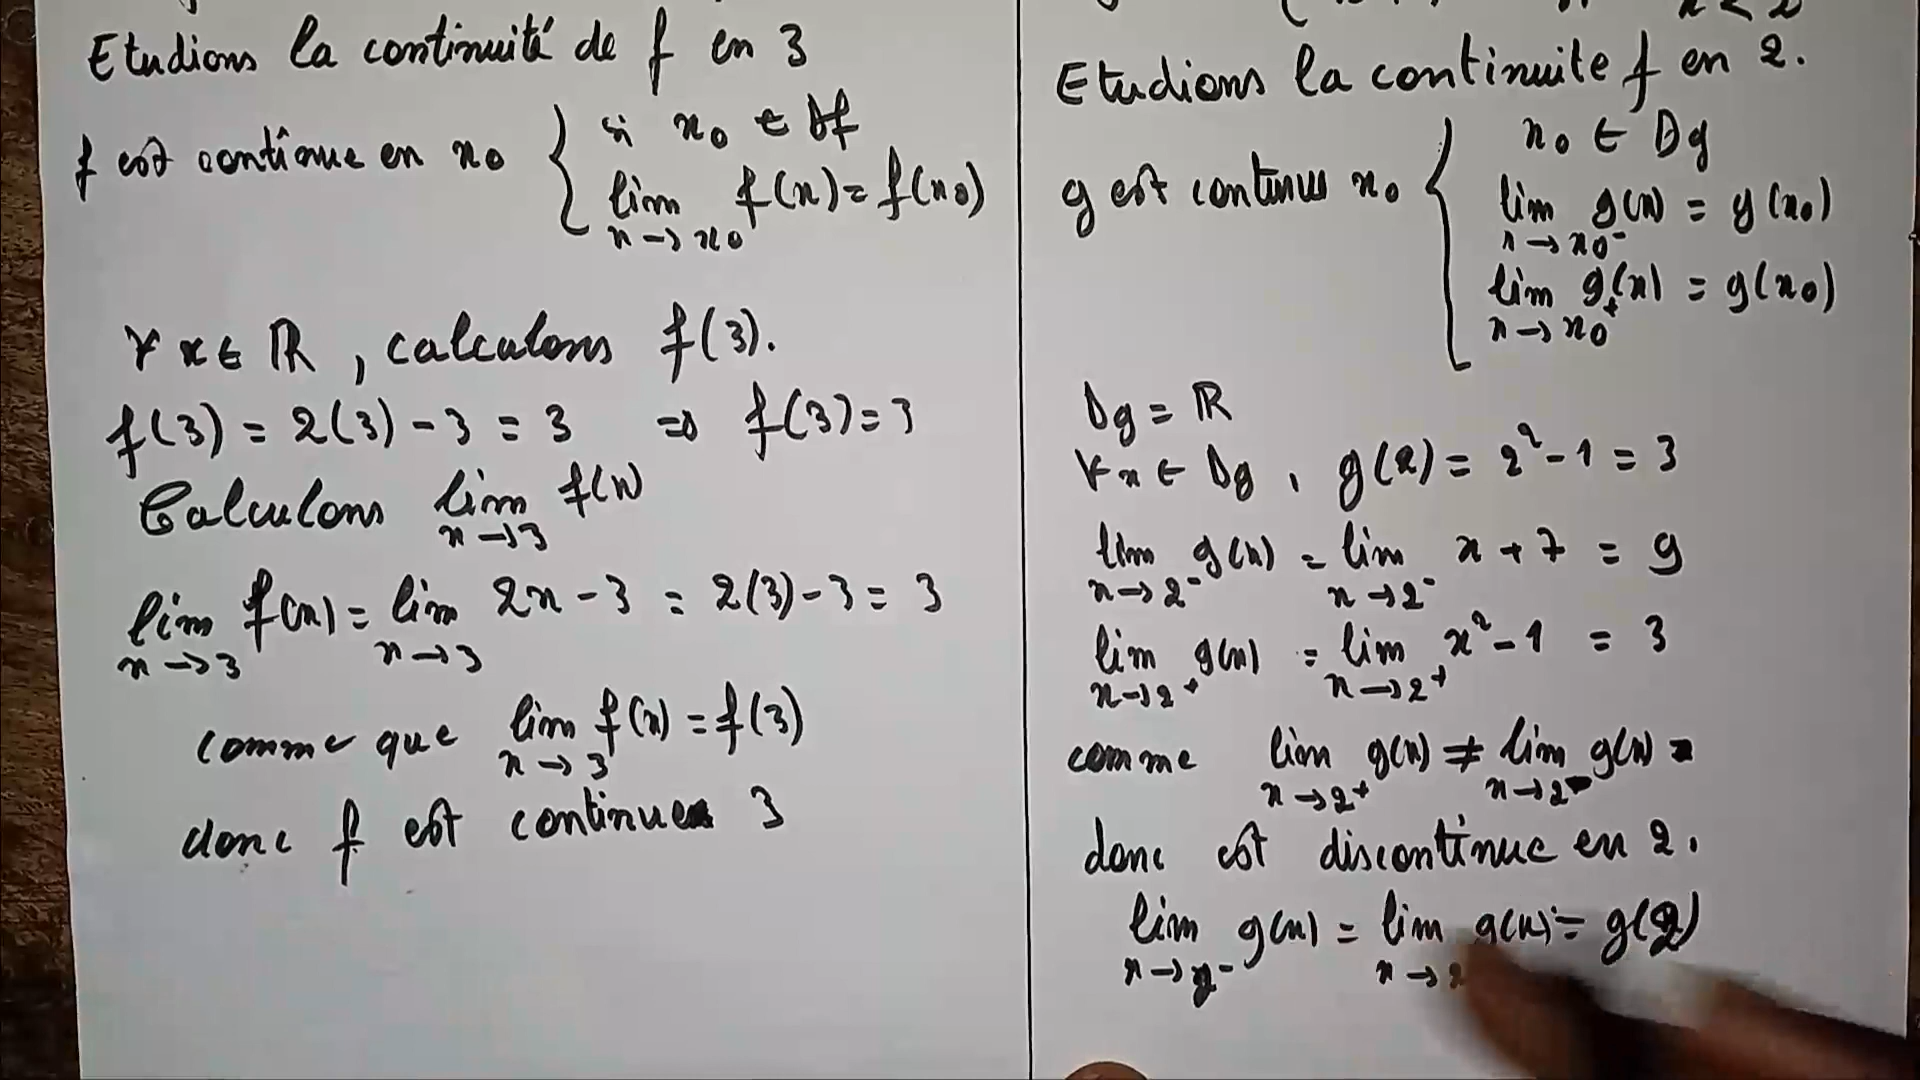 Etudions la continuité de f en 3
f est continue en x0 { si x0 ∈ Df
lim f(x) = f(x0)
x → x0
∀ x ∈ ℝ, calculons f(3).
f(3) = 2(3) - 3 = 3 => f(3) = 3
Calculons lim f(x)
x → 3
lim f(x) = lim 2x - 3 = 2(3) - 3 = 3
x → 3 x → 3
comme que lim f(x) = f(3)
x → 3
donc f est continue 3
x < 2
Etudions la continuite f en 2.
g est continue x0 { x0 ∈ Dg
lim g(x) = g(x0)
x → x0-
lim g(x) = g(x0)
x → x0+
Dg = ℝ
∀ x ∈ Dg, g(2) = 2² - 1 = 3
lim g(x) = lim x + 7 = 9
x → 2- x → 2-
lim g(x) = lim x² - 1 = 3
x → 2+ x → 2+
comme lim g(x) ≠ lim g(x)
x → 2+ x → 2-
donc est discontinue en 2.
lim g(x) = lim g(x) = g(2)
x → 2- x → 2